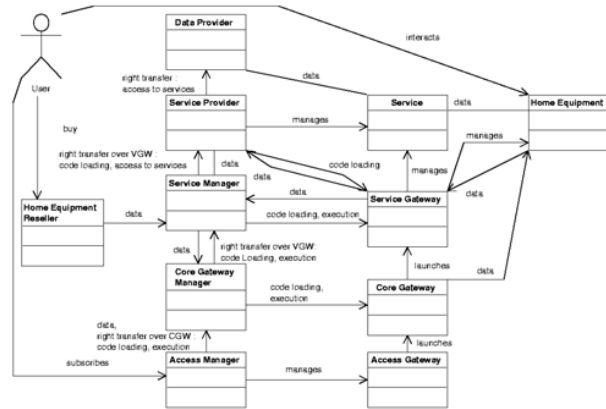 Data Provider
interacts
right transfer :
access to services
data
User
Service Provider
Service
data
Home Equipment
manages
manages
buy
right transfer over VGW :
code loading, access to services
data
data
code loading
manages
Service Manager
data
Service Gateway
data
Home Equipment
Reseller
data
code loading, execution
data
right transfer over VGW:
code Loading, execution
launches
data
Core Gateway
Manager
code loading,
execution
Core Gateway
data,
right transfer over CGW :
code loading, execution
launches
subscribes
Access Manager
manages
Access Gateway